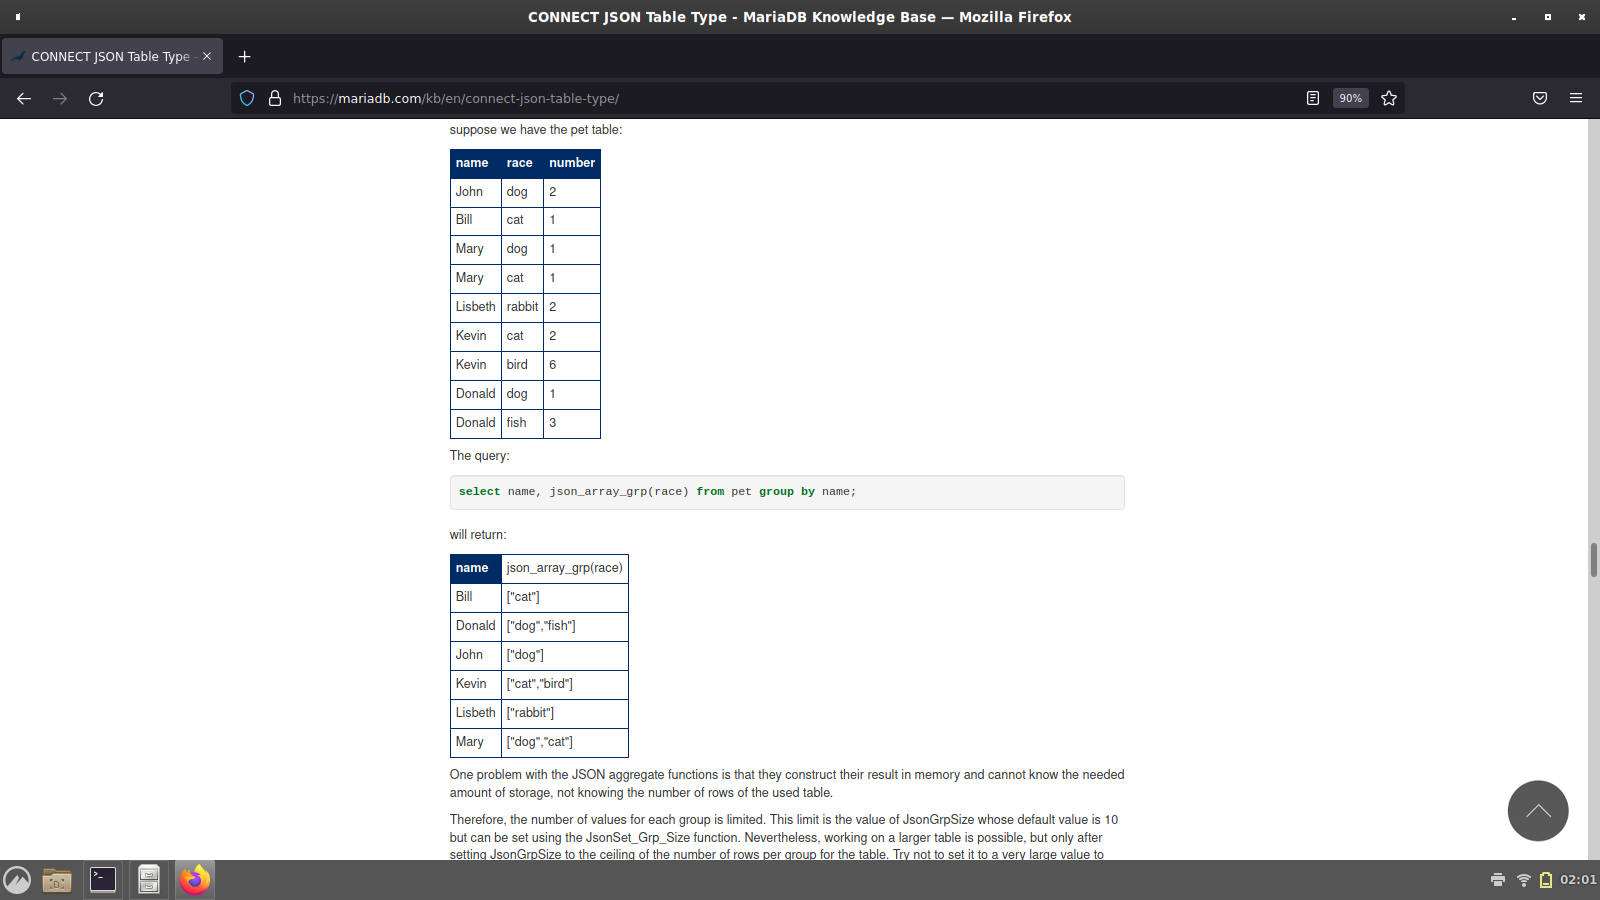 CONNECT JSON Table Type - MariaDB Knowledge Base — Mozilla Firefox
CONNECT JSON Table Type -
https://mariadb.com/kb/en/connect-json-table-type/
90%
suppose we have the pet table:
name race number
John dog 2
Bill cat 1
Mary dog 1
Mary cat 1
Lisbeth rabbit 2
Kevin cat 2
Kevin bird 6
Donald dog 1
Donald fish 3
The query:
select name, json_array_grp(race) from pet group by name;
will return:
name json_array_grp(race)
Bill ["cat"]
Donald ["dog","fish"]
John ["dog"]
Kevin ["cat","bird"]
Lisbeth ["rabbit"]
Mary ["dog","cat"]
One problem with the JSON aggregate functions is that they construct their result in memory and cannot know the needed
amount of storage, not knowing the number of rows of the used table.
Therefore, the number of values for each group is limited. This limit is the value of JsonGrpSize whose default value is 10
but can be set using the JsonSet_Grp_Size function. Nevertheless, working on a larger table is possible, but only after
setting JsonGrpSize to the ceiling of the number of rows per group for the table. Try not to set it to a very large value to
02:01